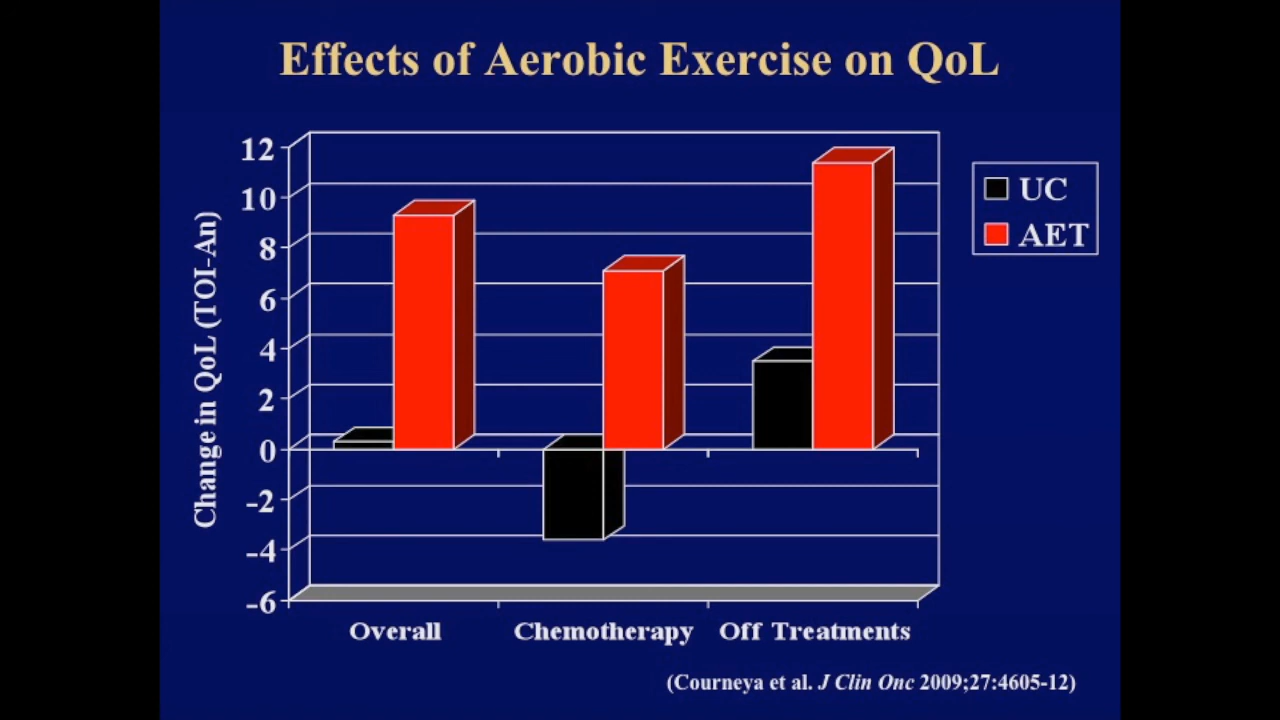 Effects of Aerobic Exercise on QoL
Change in QoL (TOI-An)
12
10
8
6
4
2
0
-2
-4
-6
UC
AET
Overall
Chemotherapy
Off Treatments
(Courneya et al. J Clin Onc 2009;27:4605-12)